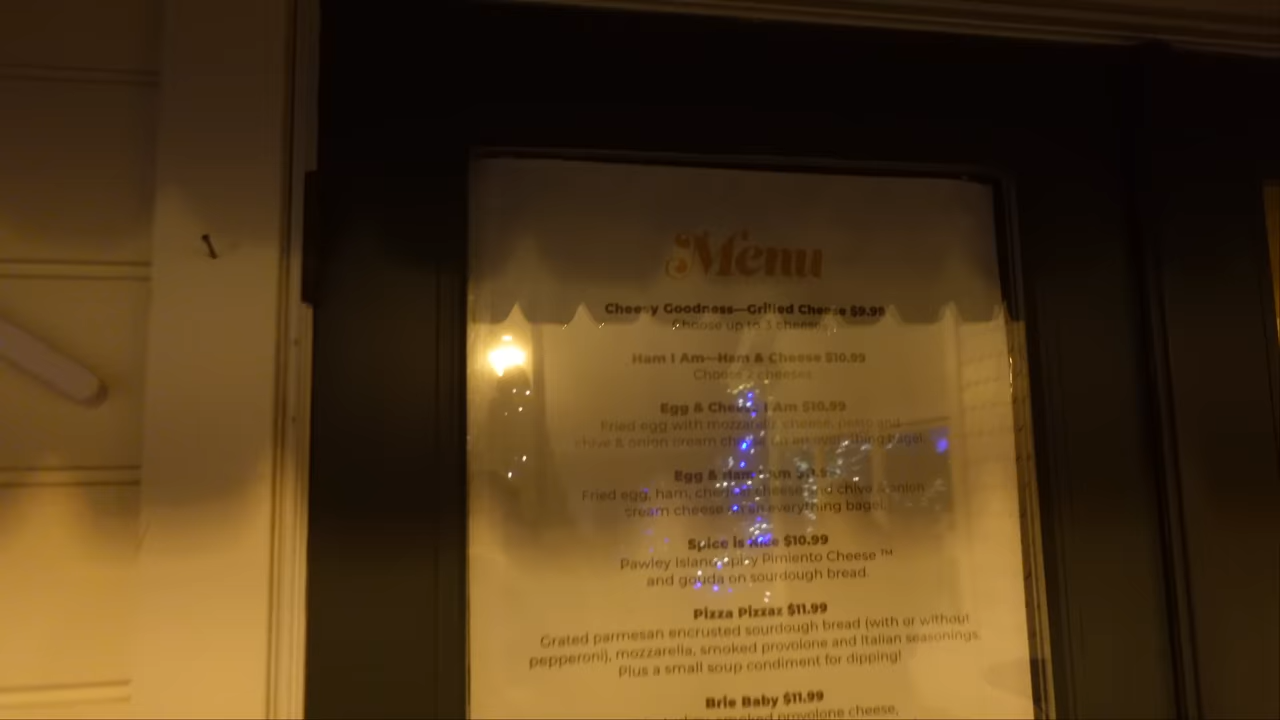 Menu
Cheesy Goodness—Grilled Cheese $9.99
Choose up to 3 cheeses
Ham I Am—Ham & Cheese $10.99
Choose 2 cheeses
Egg & Cheese I Am $10.99
Fried egg with mozzarella cheese, pesto and
chive & onion cream cheese on an everything bagel.
Egg & Ham I Am
Fried egg, ham, cheddar cheese and chive & onion
cream cheese on an everything bagel.
Spice is Nice $10.99
Pawley Island Spicy Pimiento Cheese ™
and gouda on sourdough bread.
Pizza Pizzaz $11.99
Grated parmesan encrusted sourdough bread (with or without
pepperoni), mozzarella, smoked provolone and Italian seasonings.
Plus a small soup condiment for dipping!
Brie Baby $11.99
smoked provolone cheese,